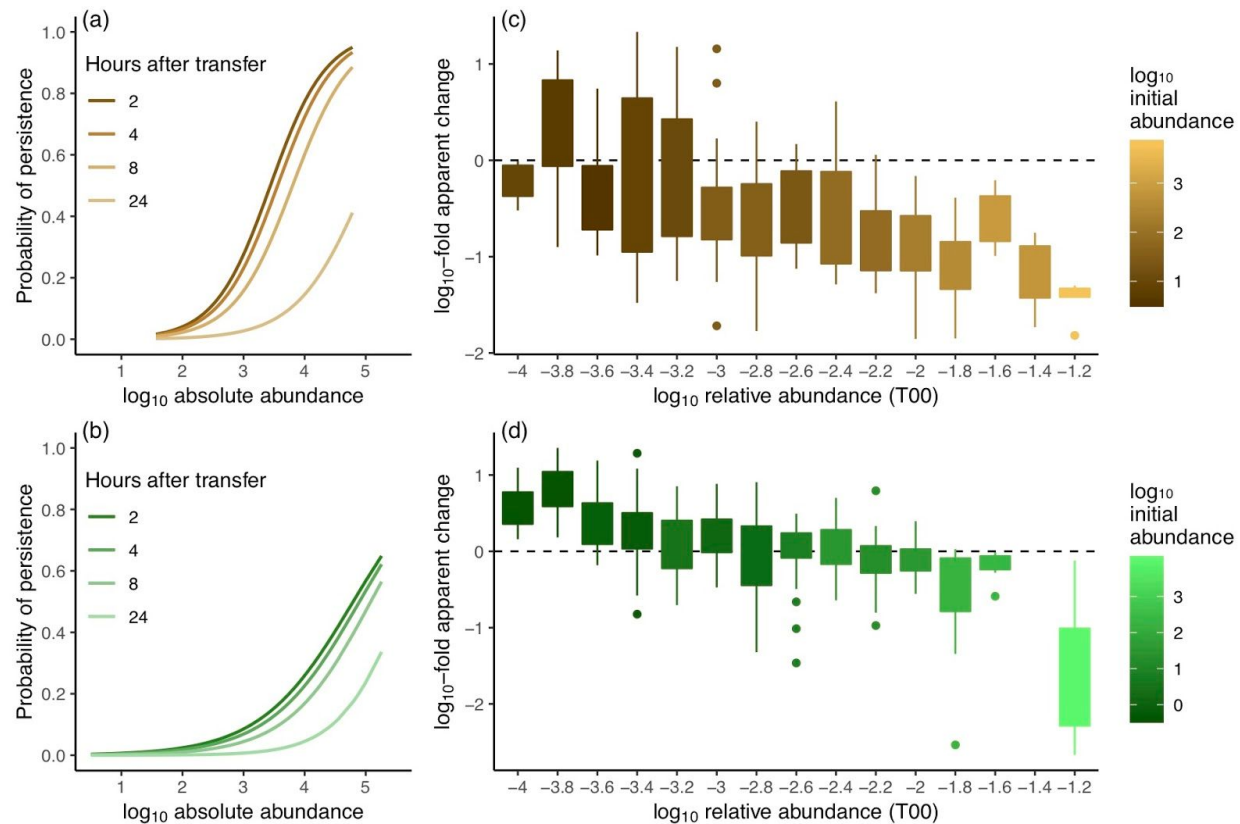 (a)
Probability of persistence
1.0
0.8
0.6
0.4
0.2
0.0
Hours after transfer
2
4
8
24
1 2 3 4 5
log10 absolute abundance
(c)
log10-fold apparent change
1
0
-1
-2
-4 -3.8 -3.6 -3.4 -3.2 -3 -2.8 -2.6 -2.4 -2.2 -2 -1.8 -1.6 -1.4 -1.2
log10 relative abundance (T00)
log10
initial
abundance
3
2
1
(b)
Probability of persistence
1.0
0.8
0.6
0.4
0.2
0.0
Hours after transfer
2
4
8
24
1 2 3 4 5
log10 absolute abundance
(d)
log10-fold apparent change
1
0
-1
-2
-4 -3.8 -3.6 -3.4 -3.2 -3 -2.8 -2.6 -2.4 -2.2 -2 -1.8 -1.6 -1.4 -1.2
log10 relative abundance (T00)
log10
initial
abundance
3
2
1
0